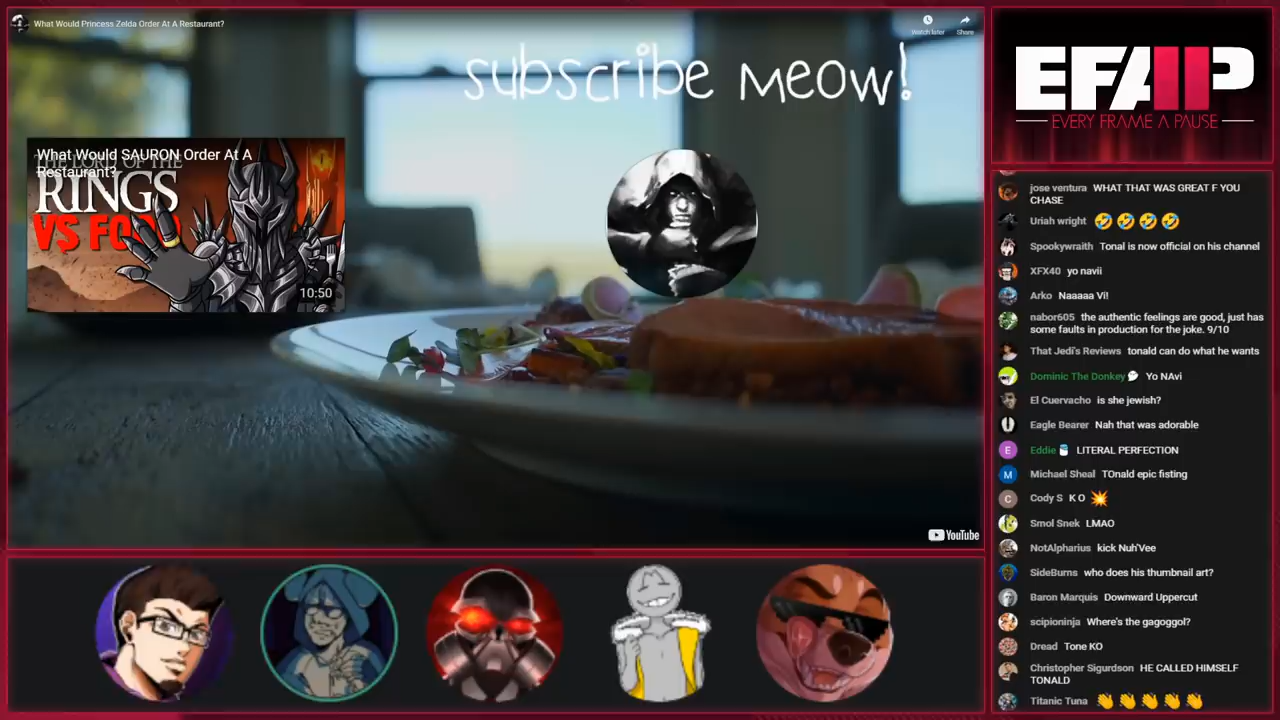 What Would Princess Zelda Order At A Restaurant?
Watch later
Share
subscribe meow!
What Would SAURON Order At A
Restaurant?
THE LORD OF THE
RINGS
VS FOOD
10:50
YouTube
EFAP
EVERY FRAME A PAUSE
jose ventura WHAT THAT WAS GREAT F YOU
CHASE
Uriah wright 🤣 🤣 🤣 🤣
Spookywraith Tonal is now official on his channel
XFX40 yo navii
Arko Naaaaa Vi!
nabor605 the authentic feelings are good, just has
some faults in production for the joke. 9/10
That Jedi's Reviews tonald can do what he wants
Dominic The Donkey Yo NAvi
El Cuervacho is she jewish?
Eagle Bearer Nah that was adorable
E Eddie LITERAL PERFECTION
M Michael Sheal TOnald epic fisting
C Cody S K O 💥
Smol Snek LMAO
NotAlpharius kick Nuh'Vee
SideBurns who does his thumbnail art?
Baron Marquis Downward Uppercut
scipioninja Where's the gagoggol?
Dread Tone KO
Christopher Sigurdson HE CALLED HIMSELF
TONALD
Titanic Tuna 👏 👏 👏 👏 👏